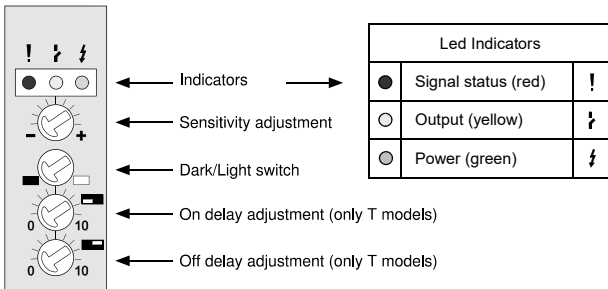 !
Indicators
- +
Sensitivity adjustment
Dark/Light switch
0 10
On delay adjustment (only T models)
0 10
Off delay adjustment (only T models)
Led Indicators
Signal status (red) !
Output (yellow)
Power (green)